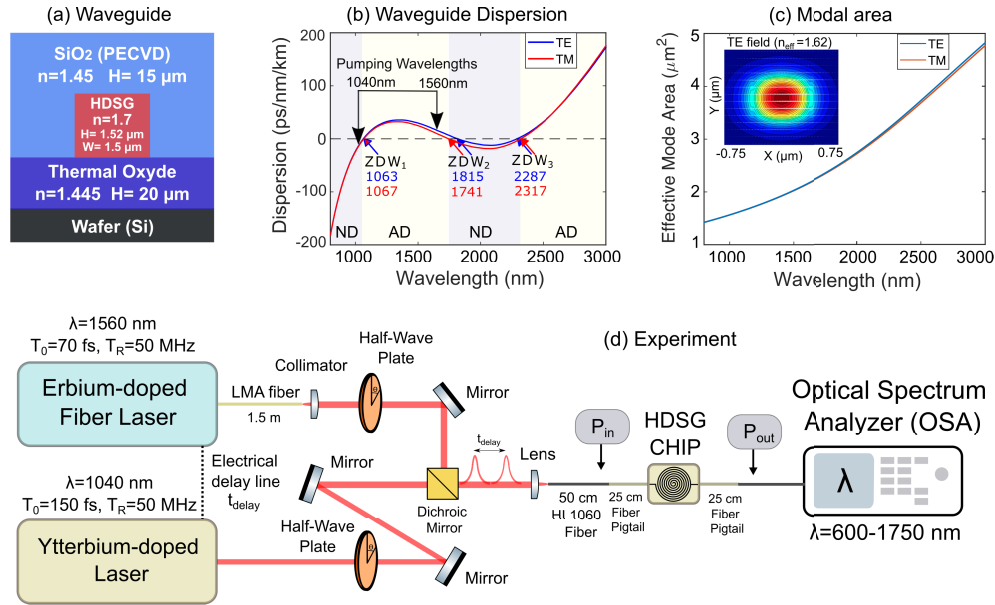 (a) Waveguide
SiO₂ (PECVD)
n=1.45 H= 15 µm
HDSG
n=1.7
H= 1.52 µm
W= 1.5 µm
Thermal Oxyde
n=1.445 H= 20 µm
Wafer (Si)
(b) Waveguide Dispersion
200
100
0
-100
-200
Dispersion (ps/nm/km)
Pumping Wavelengths
1040nm
1560nm
TE
TM
ZDW₁
1063
1067
ZDW₂
1815
1741
ZDW₃
2287
2317
ND
AD
ND
AD
1000
1500
2000
2500
3000
Wavelength (nm)
(c) Modal area
5
4
3
2
1
Effective Mode Area (µm²)
TE field (n_eff=1.62)
Y (µm)
-0.75
X (µm)
0.75
TE
TM
1000
1500
2000
2500
3000
Wavelength (nm)
(d) Experiment
λ=1560 nm
T₀=70 fs, T_R=50 MHz
Erbium-doped
Fiber Laser
LMA fiber
1.5 m
Collimator
Half-Wave
Plate
θ
Mirror
Electrical
delay line
t_delay
λ=1040 nm
T₀=150 fs, T_R=50 MHz
Ytterbium-doped
Laser
Mirror
Half-Wave
Plate
θ
Mirror
Dichroic
Mirror
t_delay
Lens
50 cm
HI 1060
Fiber
P_in
25 cm
Fiber
Pigtail
HDSG
CHIP
P_out
25 cm
Fiber
Pigtail
Optical Spectrum
Analyzer (OSA)
λ
λ=600-1750 nm